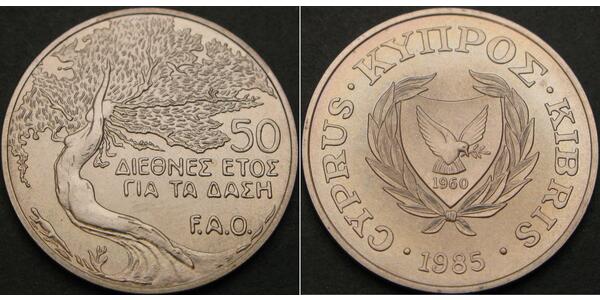 50
ΔΙΕΘΝΕΣ ΕΤΟΣ
ΓΙΑ ΤΑ ΔΑΣΗ
F.A.O.
CYPRUS · ΚΥΠΡΟΣ · KIBRIS
1960
· 1985 ·